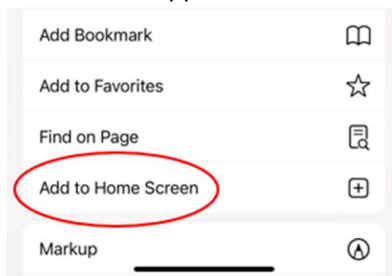 Add Bookmark
Add to Favorites
Find on Page
Add to Home Screen
Markup